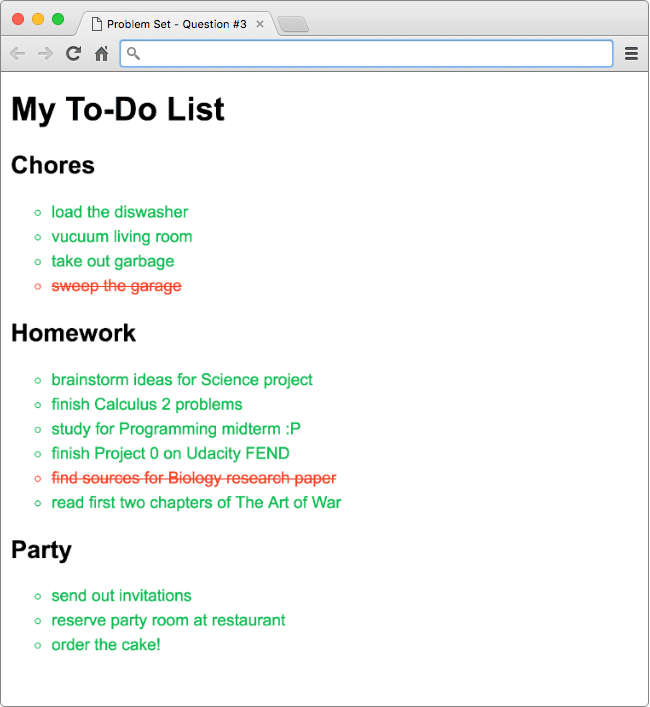 Problem Set - Question #3
My To-Do List
Chores
load the diswasher
vucuum living room
take out garbage
sweep the garage
Homework
brainstorm ideas for Science project
finish Calculus 2 problems
study for Programming midterm :P
finish Project 0 on Udacity FEND
find sources for Biology research paper
read first two chapters of The Art of War
Party
send out invitations
reserve party room at restaurant
order the cake!